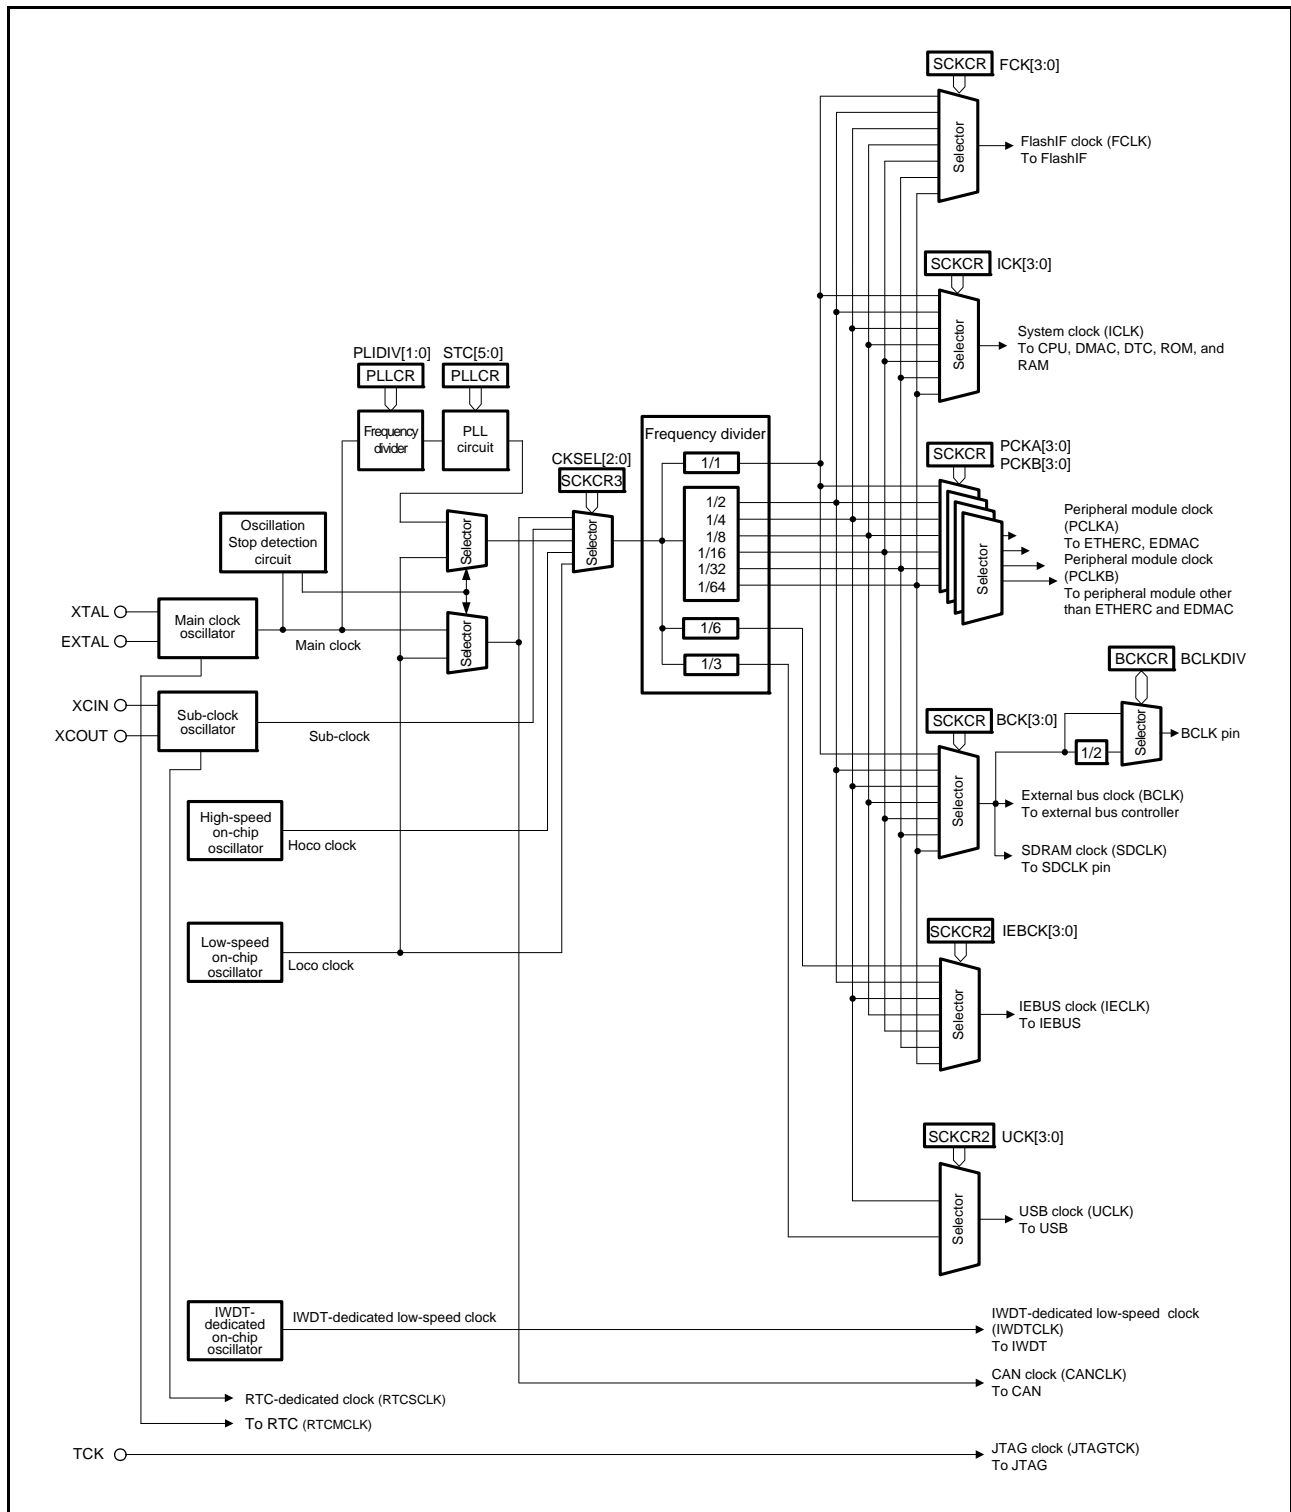 SCKCR FCK[3:0]
Selector
FlashIF clock (FCLK)
To FlashIF
SCKCR ICK[3:0]
Selector
System clock (ICLK)
To CPU, DMAC, DTC, ROM, and
RAM
PLIDIV[1:0] STC[5:0]
PLLCR PLLCR
Frequency
divider
PLL
circuit
CKSEL[2:0]
SCKCR3
Selector
Frequency divider
1/1
1/2
1/4
1/8
1/16
1/32
1/64
1/6
1/3
SCKCR
PCKA[3:0]
PCKB[3:0]
Selector
Peripheral module clock
(PCLKA)
To ETHERC, EDMAC
Peripheral module clock
(PCLKB)
To peripheral module other
than ETHERC and EDMAC
Oscillation
Stop detection
circuit
Selector
Selector
XTAL
EXTAL
Main clock
oscillator
Main clock
XCIN
XCOUT
Sub-clock
oscillator
Sub-clock
BCKCR BCLKDIV
Selector
1/2
BCLK pin
SCKCR BCK[3:0]
Selector
External bus clock (BCLK)
To external bus controller
SDRAM clock (SDCLK)
To SDCLK pin
High-speed
on-chip
oscillator
Hoco clock
Low-speed
on-chip
oscillator
Loco clock
SCKCR2 IEBCK[3:0]
Selector
IEBUS clock (IECLK)
To IEBUS
SCKCR2 UCK[3:0]
Selector
USB clock (UCLK)
To USB
IWDT-
dedicated
on-chip
oscillator
IWDT-dedicated low-speed clock
IWDT-dedicated low-speed clock
(IWDTCLK)
To IWDT
CAN clock (CANCLK)
To CAN
RTC-dedicated clock (RTCSCLK)
To RTC (RTCMCLK)
TCK
JTAG clock (JTAGTCK)
To JTAG